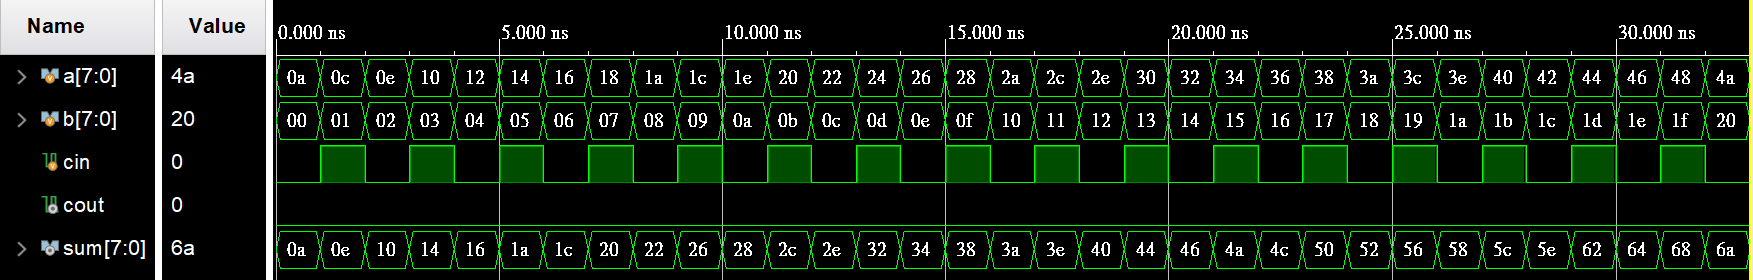 Name Value 0.000 ns 5.000 ns 10.000 ns 15.000 ns 20.000 ns 25.000 ns 30.000 ns
a[7:0] 4a 0a 0c 0e 10 12 14 16 18 1a 1c 1e 20 22 24 26 28 2a 2c 2e 30 32 34 36 38 3a 3c 3e 40 42 44 46 48 4a
b[7:0] 20 00 01 02 03 04 05 06 07 08 09 0a 0b 0c 0d 0e 0f 10 11 12 13 14 15 16 17 18 19 1a 1b 1c 1d 1e 1f 20
cin 0
cout 0
sum[7:0] 6a 0a 0e 10 14 16 1a 1c 20 22 26 28 2c 2e 32 34 38 3a 3e 40 44 46 4a 4c 50 52 56 58 5c 5e 62 64 68 6a